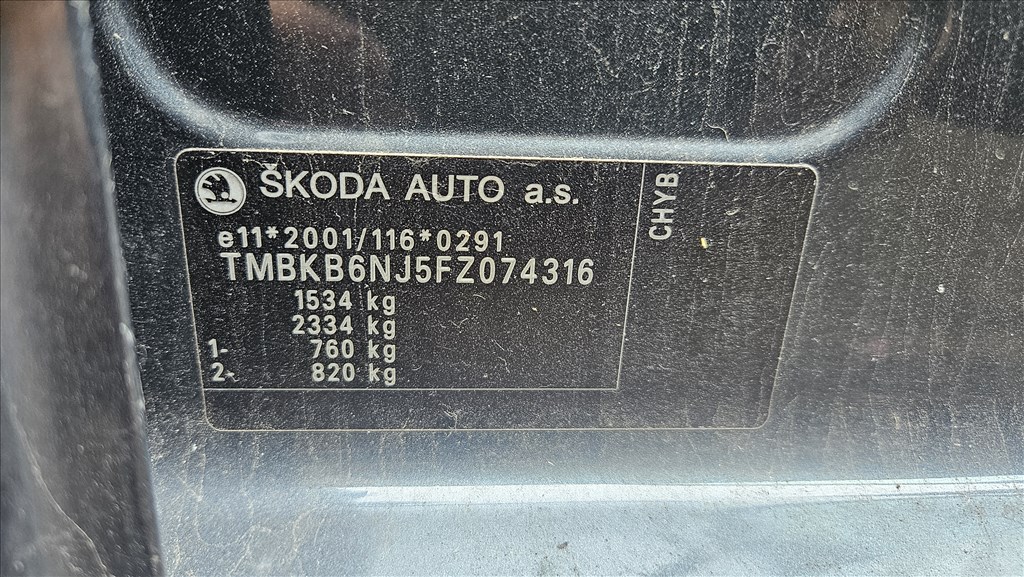 ŠKODA AUTO a.s.
e11*2001/116*0291
TMBKB6NJ5FZ074316
1534 kg
2334 kg
1- 760 kg
2- 820 kg
CHYB